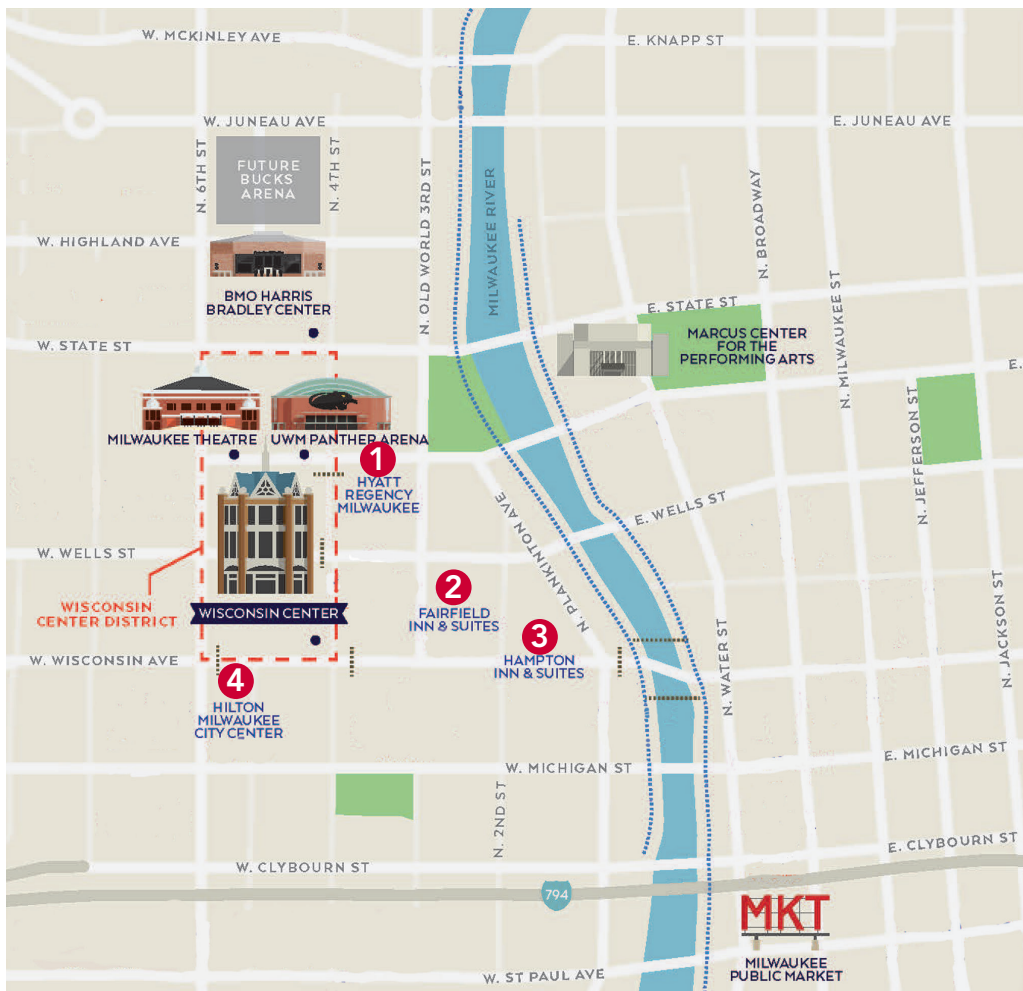 W. MCKINLEY AVE
E. KNAPP ST
W. JUNEAU AVE
E. JUNEAU AVE
N. 6TH ST
FUTURE
BUCKS
ARENA
N. 4TH ST
N. OLD WORLD 3RD ST
MILWAUKEE RIVER
N. BROADWAY
W. HIGHLAND AVE
BMO HARRIS
BRADLEY CENTER
E. STATE ST
N. MILWAUKEE ST
W. STATE ST
MARCUS CENTER
FOR THE
PERFORMING ARTS
E.
N. JEFFERSON ST
MILWAUKEE THEATRE
UWM PANTHER ARENA
1
HYATT
REGENCY
MILWAUKEE
N. PLANKINTON AVE
E. WELLS ST
W. WELLS ST
WISCONSIN
CENTER DISTRICT
WISCONSIN CENTER
2
FAIRFIELD
INN & SUITES
3
HAMPTON
INN & SUITES
N. WATER ST
N. JACKSON ST
W. WISCONSIN AVE
4
HILTON
MILWAUKEE
CITY CENTER
W. MICHIGAN ST
E. MICHIGAN ST
N. 2ND ST
W. CLYBOURN ST
E. CLYBOURN ST
794
MKT
MILWAUKEE
PUBLIC MARKET
W. ST PAUL AVE